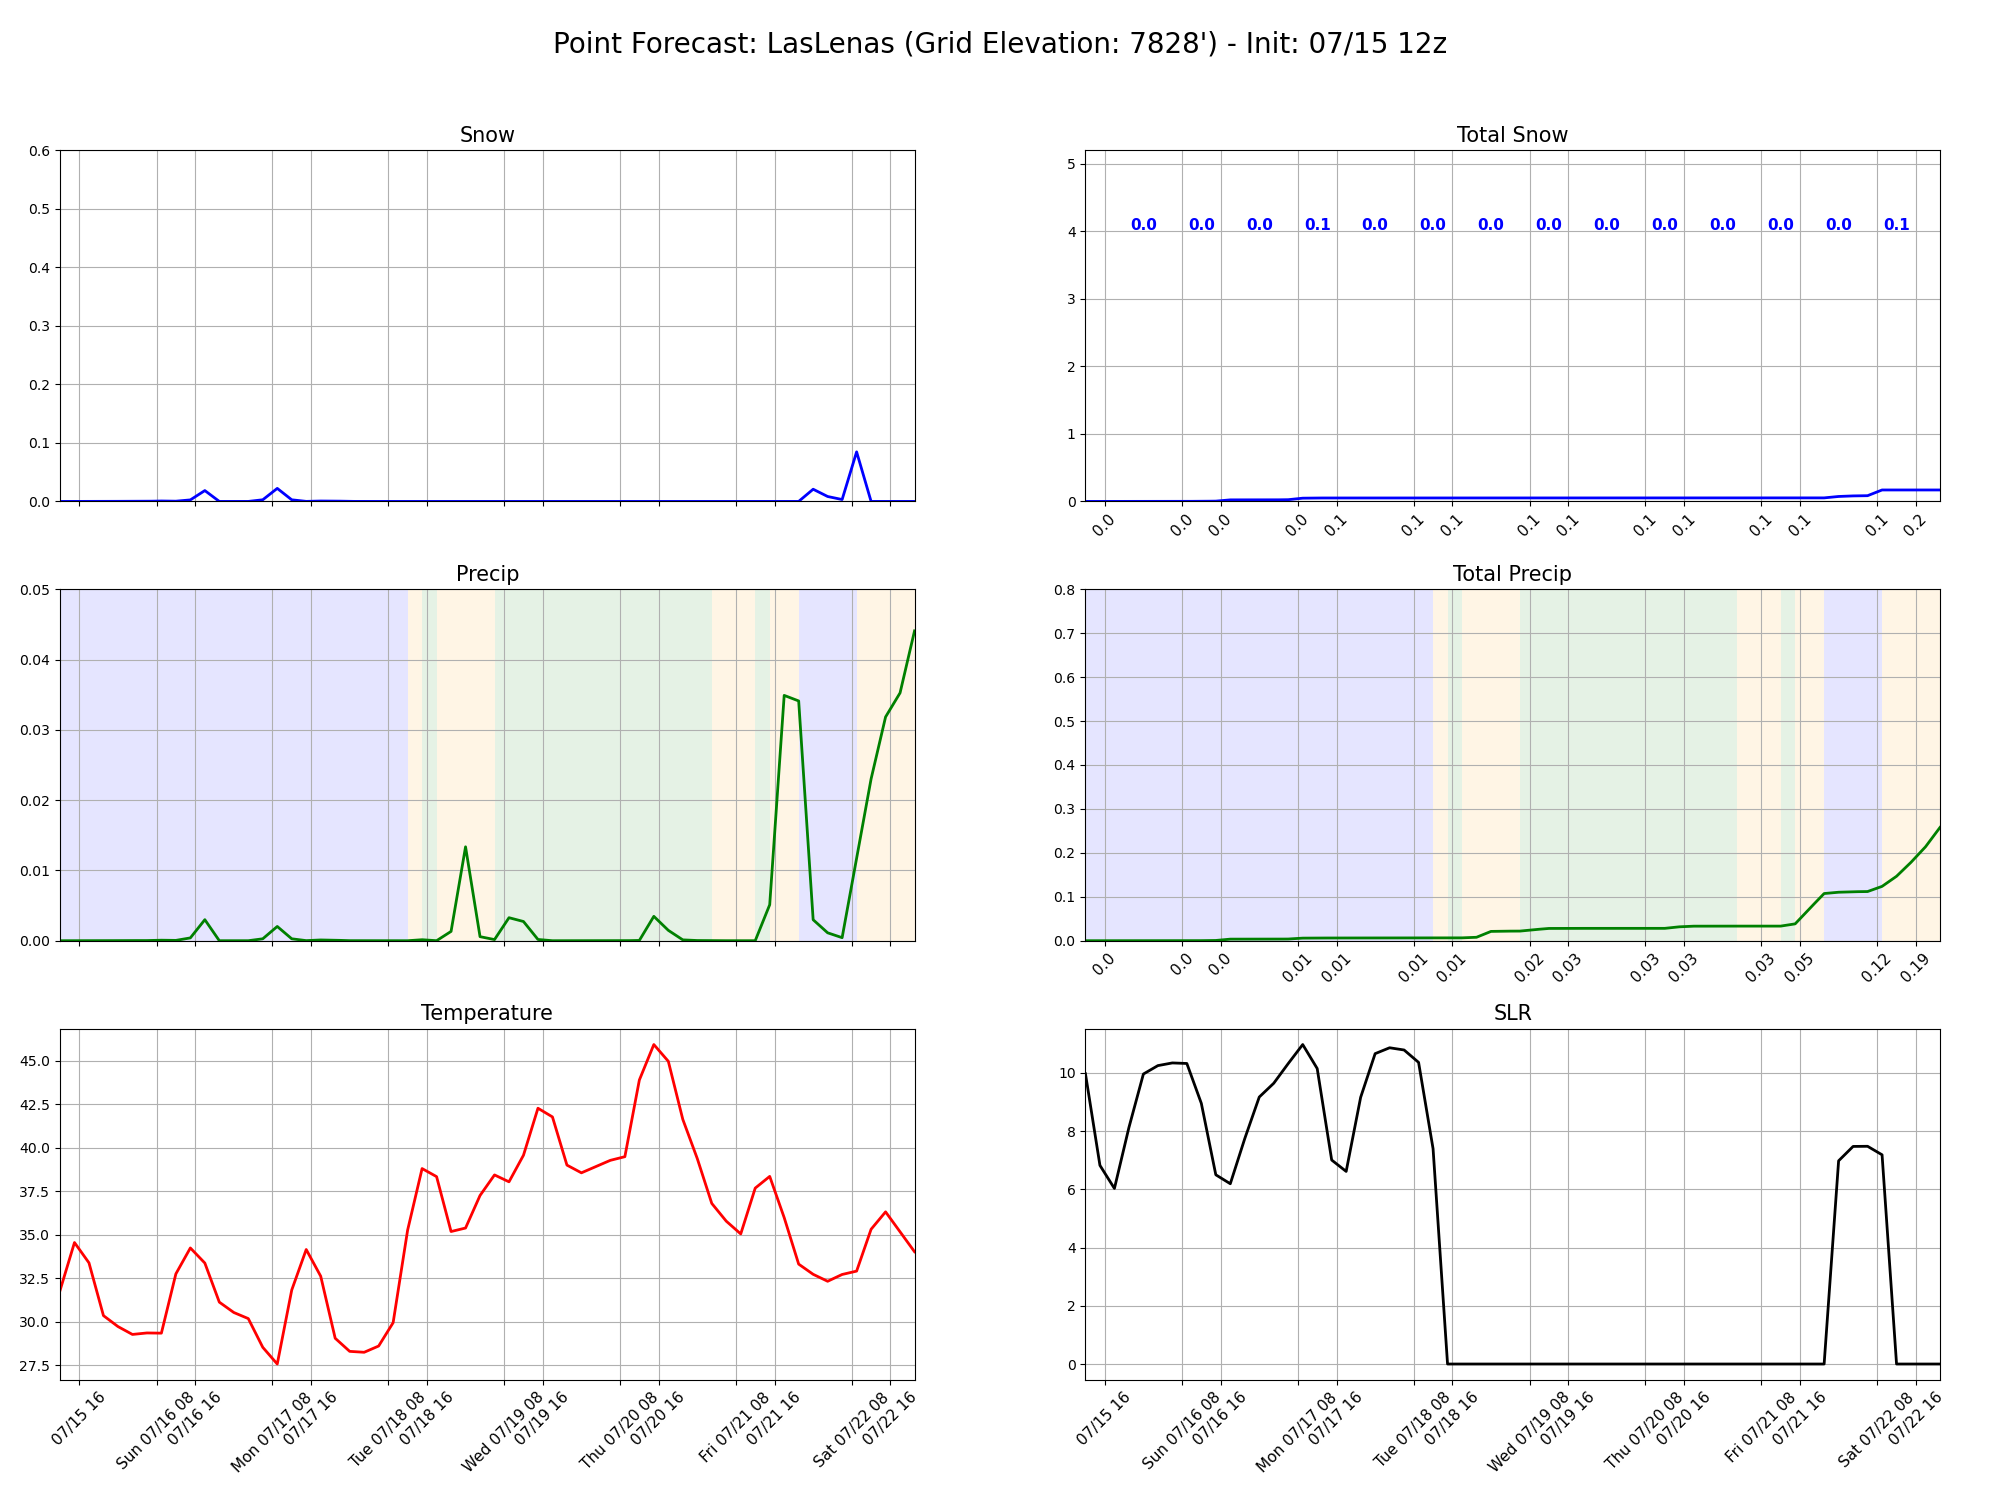 Point Forecast: LasLenas (Grid Elevation: 7828') - Init: 07/15 12z
Snow
0.6
0.5
0.4
0.3
0.2
0.1
0.0
Total Snow
5
4
3
2
1
0
0.0 0.0 0.0 0.1 0.0 0.0 0.0 0.0 0.0 0.0 0.0 0.0 0.0 0.1
0.0 0.0 0.0 0.0 0.1 0.1 0.1 0.1 0.1 0.1 0.1 0.1 0.1 0.1 0.2
Precip
0.05
0.04
0.03
0.02
0.01
0.00
Total Precip
0.8
0.7
0.6
0.5
0.4
0.3
0.2
0.1
0.0
0.0 0.0 0.0 0.01 0.01 0.01 0.01 0.02 0.03 0.03 0.03 0.03 0.05 0.12 0.19
Temperature
45.0
42.5
40.0
37.5
35.0
32.5
30.0
27.5
07/15 16
Sun 07/16 08
07/16 16
Mon 07/17 08
07/17 16
Tue 07/18 08
07/18 16
Wed 07/19 08
07/19 16
Thu 07/20 08
07/20 16
Fri 07/21 08
07/21 16
Sat 07/22 08
07/22 16
SLR
10
8
6
4
2
0
07/15 16
Sun 07/16 08
07/16 16
Mon 07/17 08
07/17 16
Tue 07/18 08
07/18 16
Wed 07/19 08
07/19 16
Thu 07/20 08
07/20 16
Fri 07/21 08
07/21 16
Sat 07/22 08
07/22 16